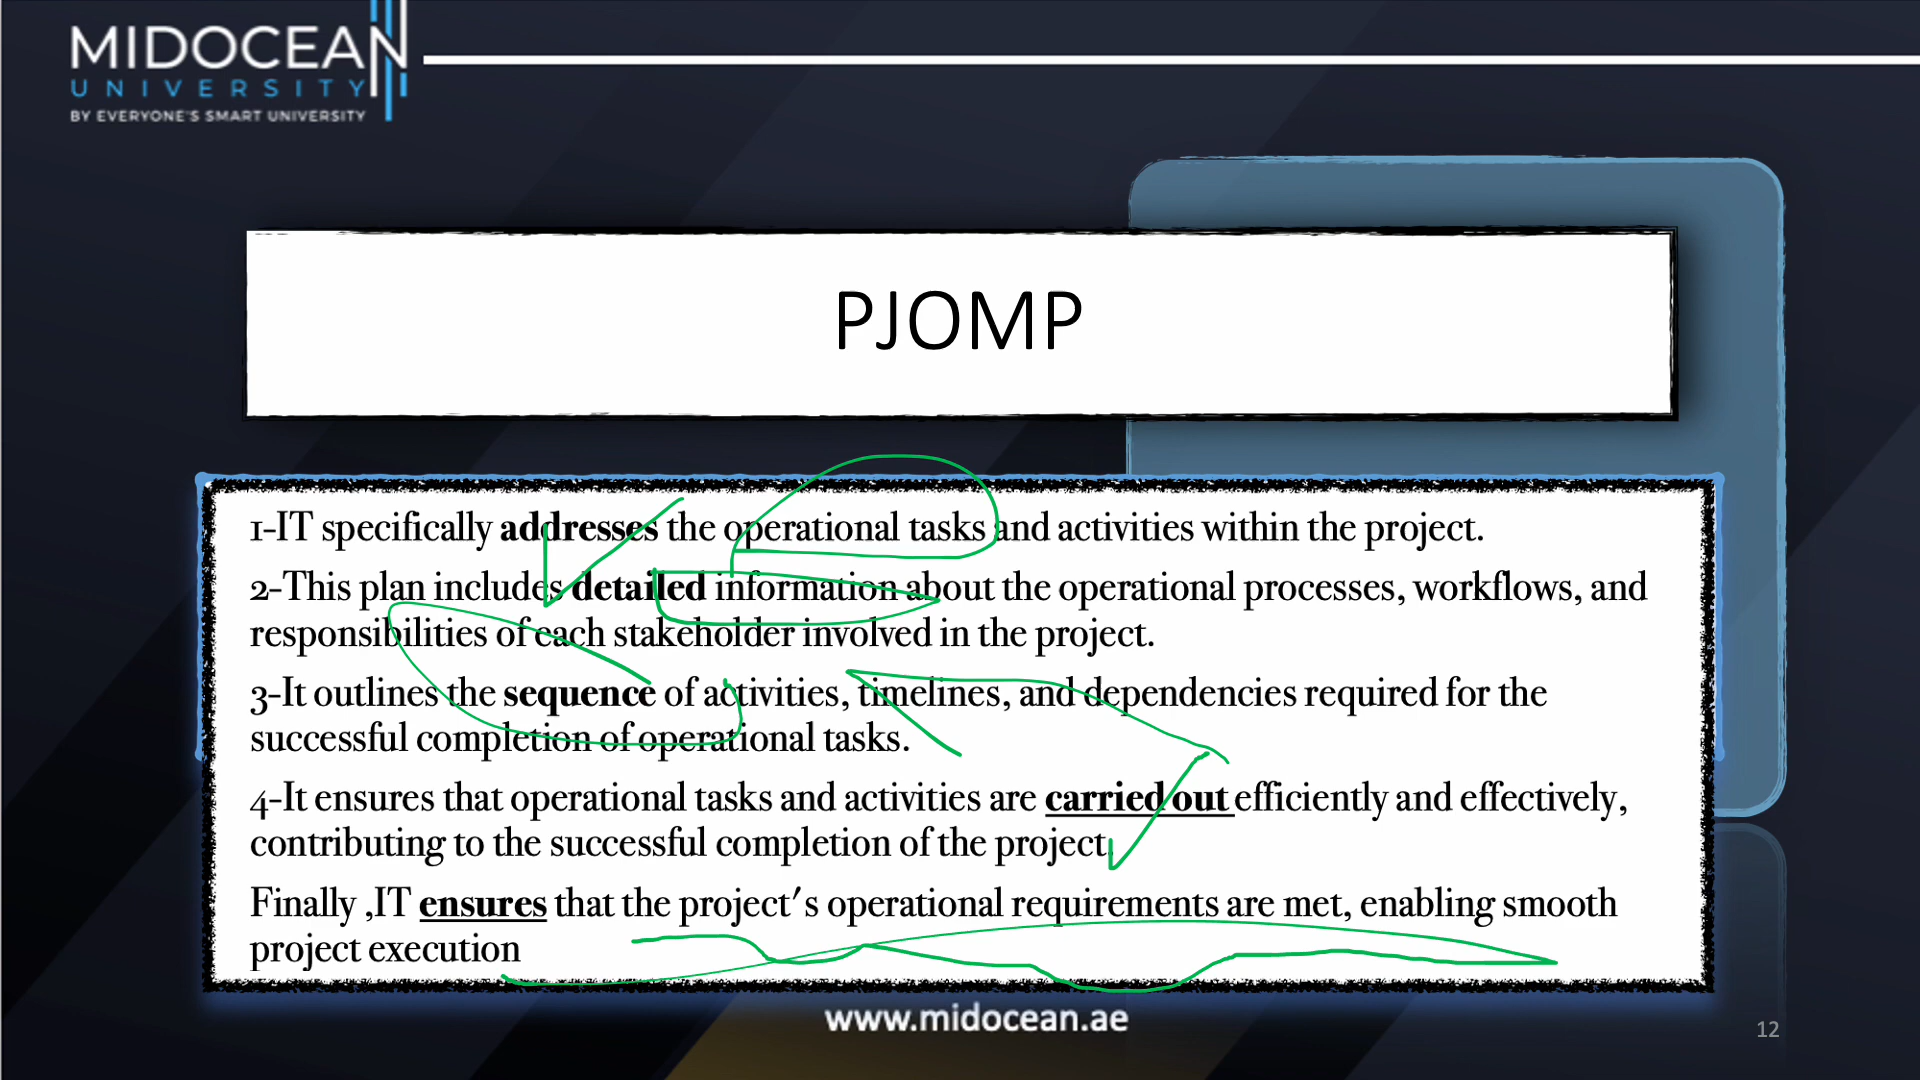 MIDOCEAN
UNIVERSITY
BY EVERYONE'S SMART UNIVERSITY
PJOMP
1-IT specifically addresses the operational tasks and activities within the project.
2-This plan includes detailed information about the operational processes, workflows, and
responsibilities of each stakeholder involved in the project.
3-It outlines the sequence of activities, timelines, and dependencies required for the
successful completion of operational tasks.
4-It ensures that operational tasks and activities are carried out efficiently and effectively,
contributing to the successful completion of the project.
Finally ,IT ensures that the project's operational requirements are met, enabling smooth
project execution
www.midocean.ae
12